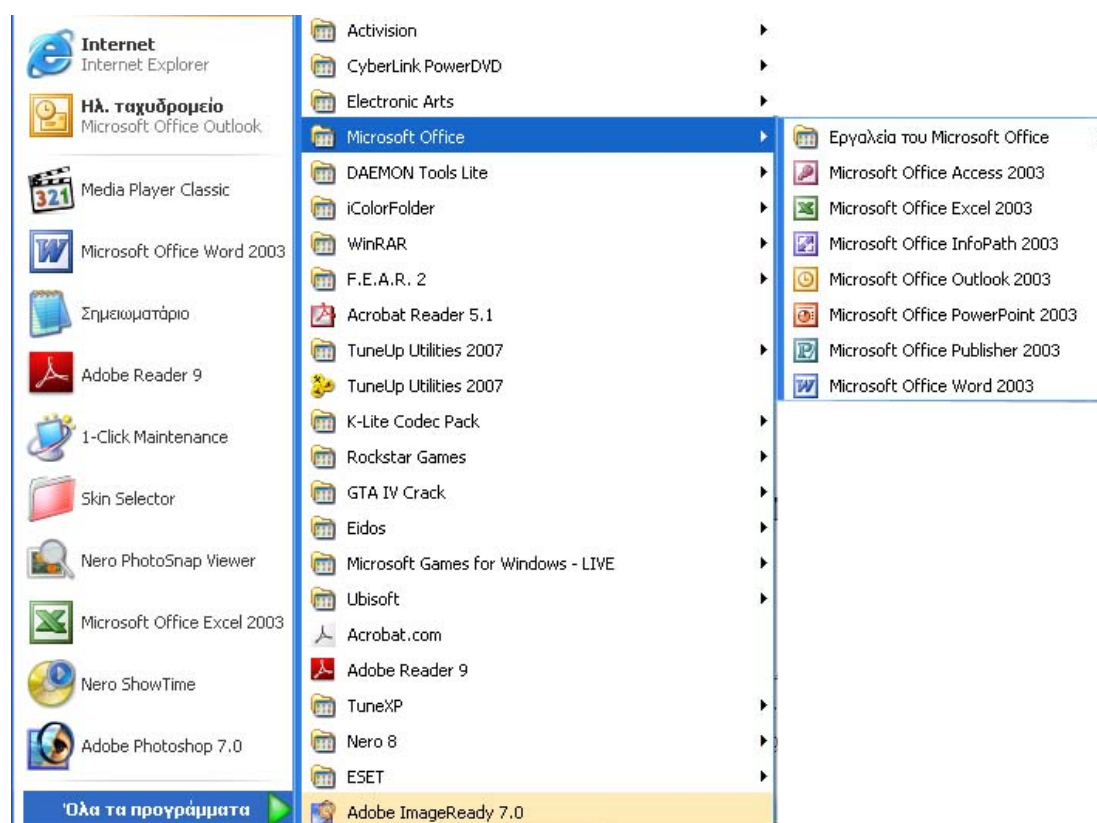 Internet
Internet Explorer
Ηλ. ταχυδρομείο
Microsoft Office Outlook
Media Player Classic
Microsoft Office Word 2003
Σημειωματάριο
Adobe Reader 9
1-Click Maintenance
Skin Selector
Nero PhotoSnap Viewer
Microsoft Office Excel 2003
Nero ShowTime
Adobe Photoshop 7.0
Όλα τα προγράμματα
Activision
CyberLink PowerDVD
Electronic Arts
Microsoft Office
DAEMON Tools Lite
iColorFolder
WinRAR
F.E.A.R. 2
Acrobat Reader 5.1
TuneUp Utilities 2007
TuneUp Utilities 2007
K-Lite Codec Pack
Rockstar Games
GTA IV Crack
Eidos
Microsoft Games for Windows - LIVE
Ubisoft
Acrobat.com
Adobe Reader 9
TuneXP
Nero 8
ESET
Adobe ImageReady 7.0
Εργαλεία του Microsoft Office
Microsoft Office Access 2003
Microsoft Office Excel 2003
Microsoft Office InfoPath 2003
Microsoft Office Outlook 2003
Microsoft Office PowerPoint 2003
Microsoft Office Publisher 2003
Microsoft Office Word 2003